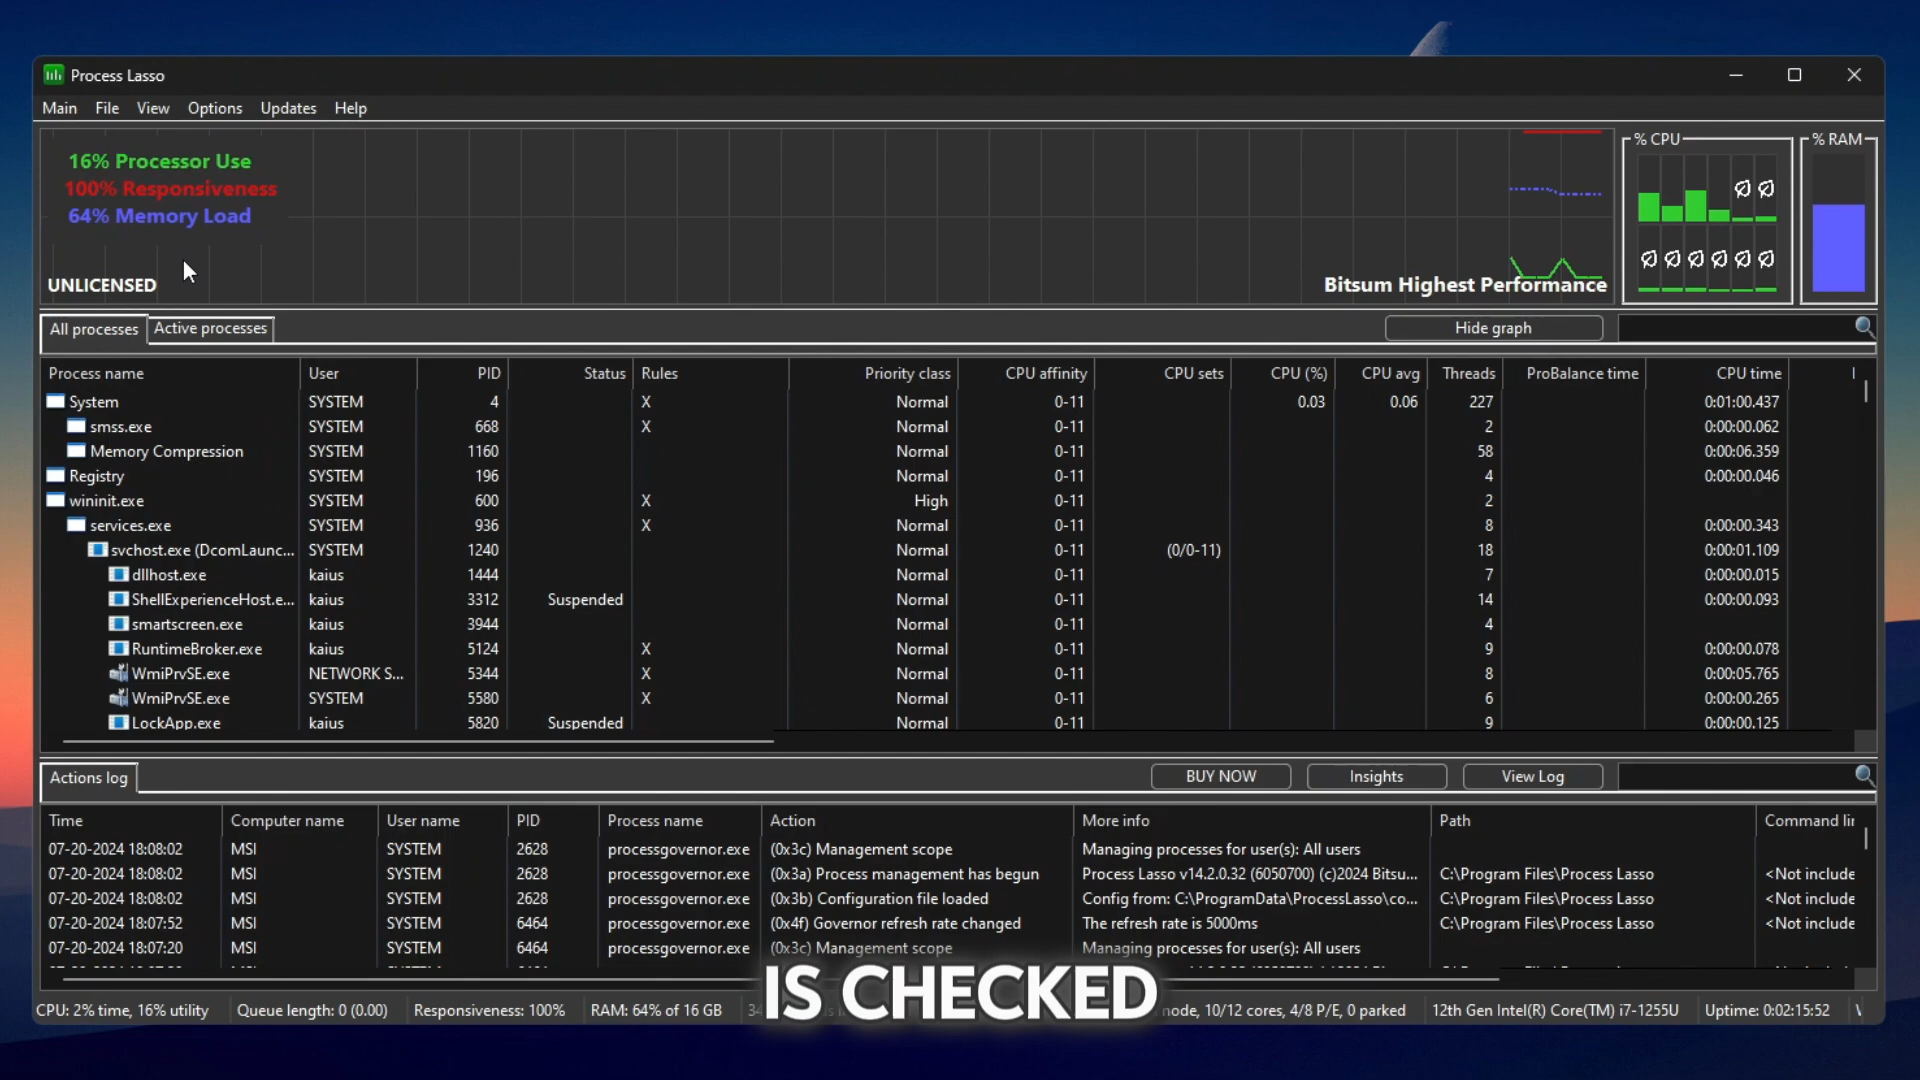 Process Lasso
Main File View Options Updates Help
16% Processor Use
100% Responsiveness
64% Memory Load
UNLICENSED
Bitsum Highest Performance
% CPU
% RAM
All processes Active processes Hide graph
Process name User PID Status Rules Priority class CPU affinity CPU sets CPU (%) CPU avg Threads ProBalance time CPU time
System SYSTEM 4 X Normal 0-11 0.03 0.06 227 0:01:00.437
smss.exe SYSTEM 668 X Normal 0-11 2 0:00:00.062
Memory Compression SYSTEM 1160 Normal 0-11 58 0:00:06.359
Registry SYSTEM 196 Normal 0-11 4 0:00:00.046
wininit.exe SYSTEM 600 X High 0-11 2
services.exe SYSTEM 936 X Normal 0-11 8 0:00:00.343
svchost.exe (DcomLaunc... SYSTEM 1240 Normal 0-11 (0/0-11) 18 0:00:01.109
dllhost.exe kaius 1444 Normal 0-11 7 0:00:00.015
ShellExperienceHost.e... kaius 3312 Suspended Normal 0-11 14 0:00:00.093
smartscreen.exe kaius 3944 Normal 0-11 4
RuntimeBroker.exe kaius 5124 X Normal 0-11 9 0:00:00.078
WmiPrvSE.exe NETWORK S... 5344 X Normal 0-11 8 0:00:05.765
WmiPrvSE.exe SYSTEM 5580 X Normal 0-11 6 0:00:00.265
LockApp.exe kaius 5820 Suspended Normal 0-11 9 0:00:00.125
Actions log BUY NOW Insights View Log
Time Computer name User name PID Process name Action More info Path Command lin
07-20-2024 18:08:02 MSI SYSTEM 2628 processgovernor.exe (0x3c) Management scope Managing processes for user(s): All users
07-20-2024 18:08:02 MSI SYSTEM 2628 processgovernor.exe (0x3a) Process management has begun Process Lasso v14.2.0.32 (6050700) (c)2024 Bitsu... C:\Program Files\Process Lasso <Not include
07-20-2024 18:08:02 MSI SYSTEM 2628 processgovernor.exe (0x3b) Configuration file loaded Config from: C:\ProgramData\ProcessLasso\co... C:\Program Files\Process Lasso <Not include
07-20-2024 18:07:52 MSI SYSTEM 6464 processgovernor.exe (0x4f) Governor refresh rate changed The refresh rate is 5000ms C:\Program Files\Process Lasso <Not include
07-20-2024 18:07:20 MSI SYSTEM 6464 processgovernor.exe (0x3c) Management scope Managing processes for user(s): All users
IS CHECKED
CPU: 2% time, 16% utility Queue length: 0 (0.00) Responsiveness: 100% RAM: 64% of 16 GB node, 10/12 cores, 4/8 P/E, 0 parked 12th Gen Intel(R) Core(TM) i7-1255U Uptime: 0:02:15:52